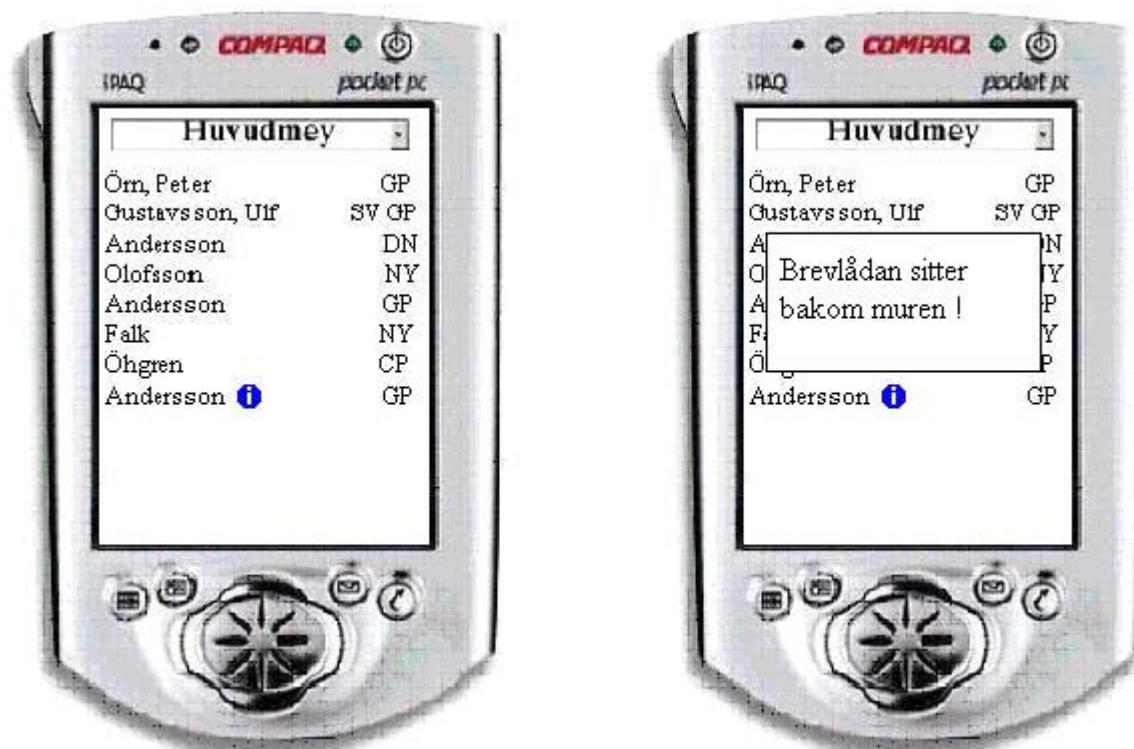 COMPAQ
iPAQ pocket pc
Huvudmey
Örn, Peter GP
Gustavsson, Ulf SV GP
Andersson DN
Olofsson NY
Andersson GP
Falk NY
Öhgren CP
Andersson i GP
COMPAQ
iPAQ pocket pc
Huvudmey
Örn, Peter GP
Gustavsson, Ulf SV GP
Brevlådan sitter
bakom muren !
Andersson i GP